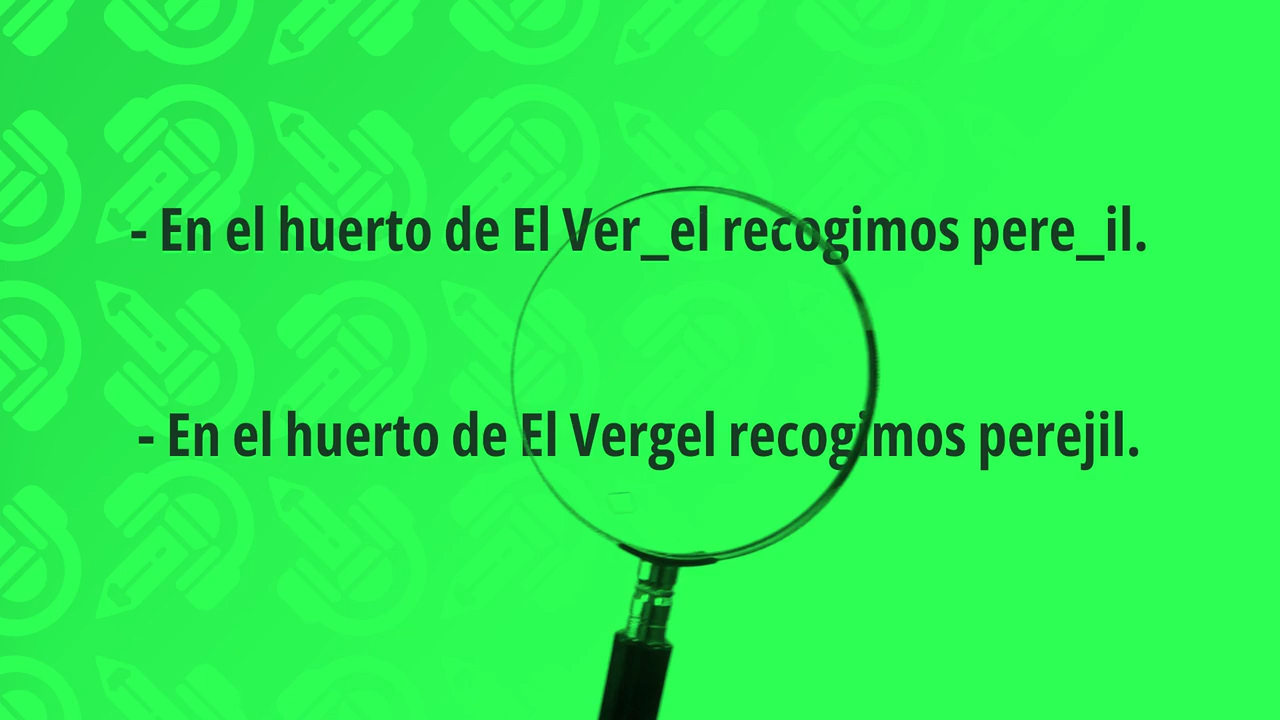 - En el huerto de El Ver_el recogimos pere_il.
- En el huerto de El Vergel recogimos perejil.